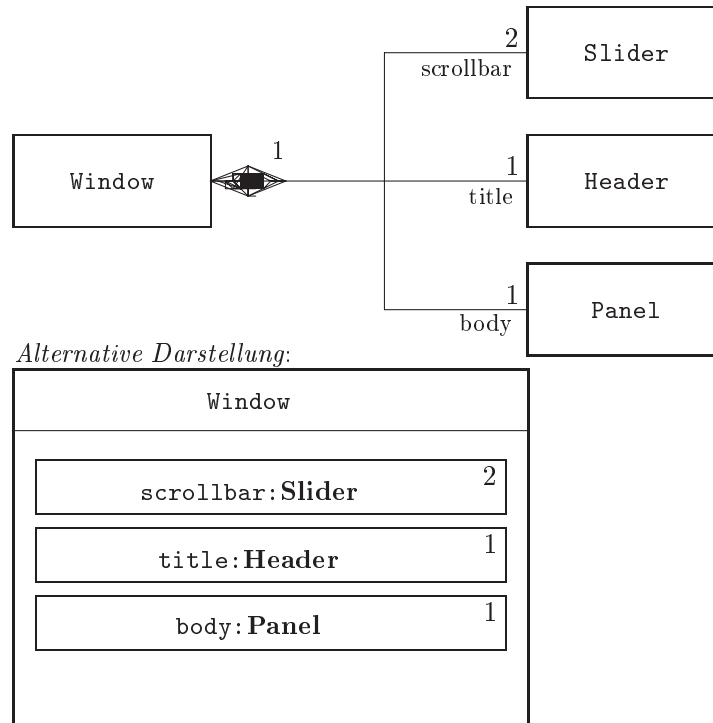 2
Slider
scrollbar
1
1
Window
Header
title
1
Panel
body
Alternative Darstellung:
Window
2
scrollbar:Slider
1
title:Header
1
body:Panel